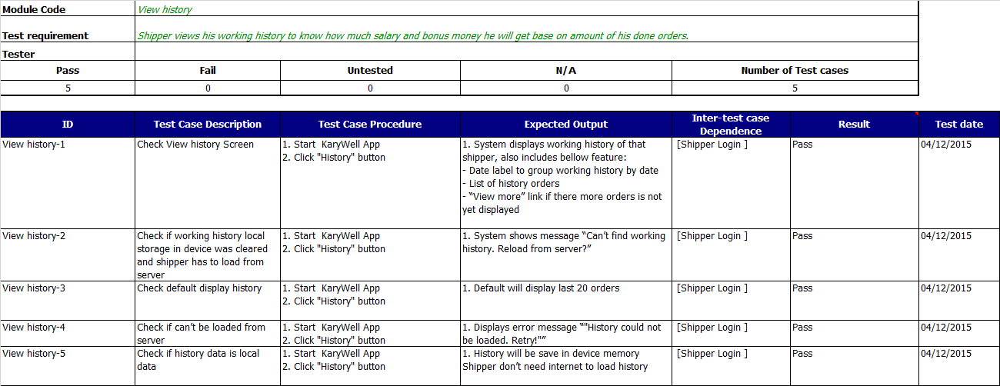 Module Code View history
Test requirement Shipper views his working history to know how much salary and bonus money he will get base on amount of his done orders.
Tester
Pass Fail Untested N/A Number of Test cases
5 0 0 0 5
ID Test Case Description Test Case Procedure Expected Output Inter-test case Dependence Result Test date
View history-1
Check View history Screen
1. Start KaryWell App
2. Click "History" button
1. System displays working history of that
shipper, also includes bellow feature:
- Date label to group working history by date
- List of history orders
- “View more” link if there more orders is not
yet displayed
[Shipper Login ]
Pass
04/12/2015
View history-2
Check if working history local
storage in device was cleared
and shipper has to load from
server
1. Start KaryWell App
2. Click "History" button
1. System shows message “Can’t find working
history. Reload from server?”
[Shipper Login ]
Pass
04/12/2015
View history-3
Check default display history
1. Start KaryWell App
2. Click "History" button
1. Default will display last 20 orders
[Shipper Login ]
Pass
04/12/2015
View history-4
Check if can’t be loaded from
server
1. Start KaryWell App
2. Click "History" button
1. Displays error message “"History could not
be loaded. Retry!"”
[Shipper Login ]
Pass
04/12/2015
View history-5
Check if history data is local
data
1. Start KaryWell App
2. Click "History" button
1. History will be save in device memory
Shipper don’t need internet to load history
[Shipper Login ]
Pass
04/12/2015